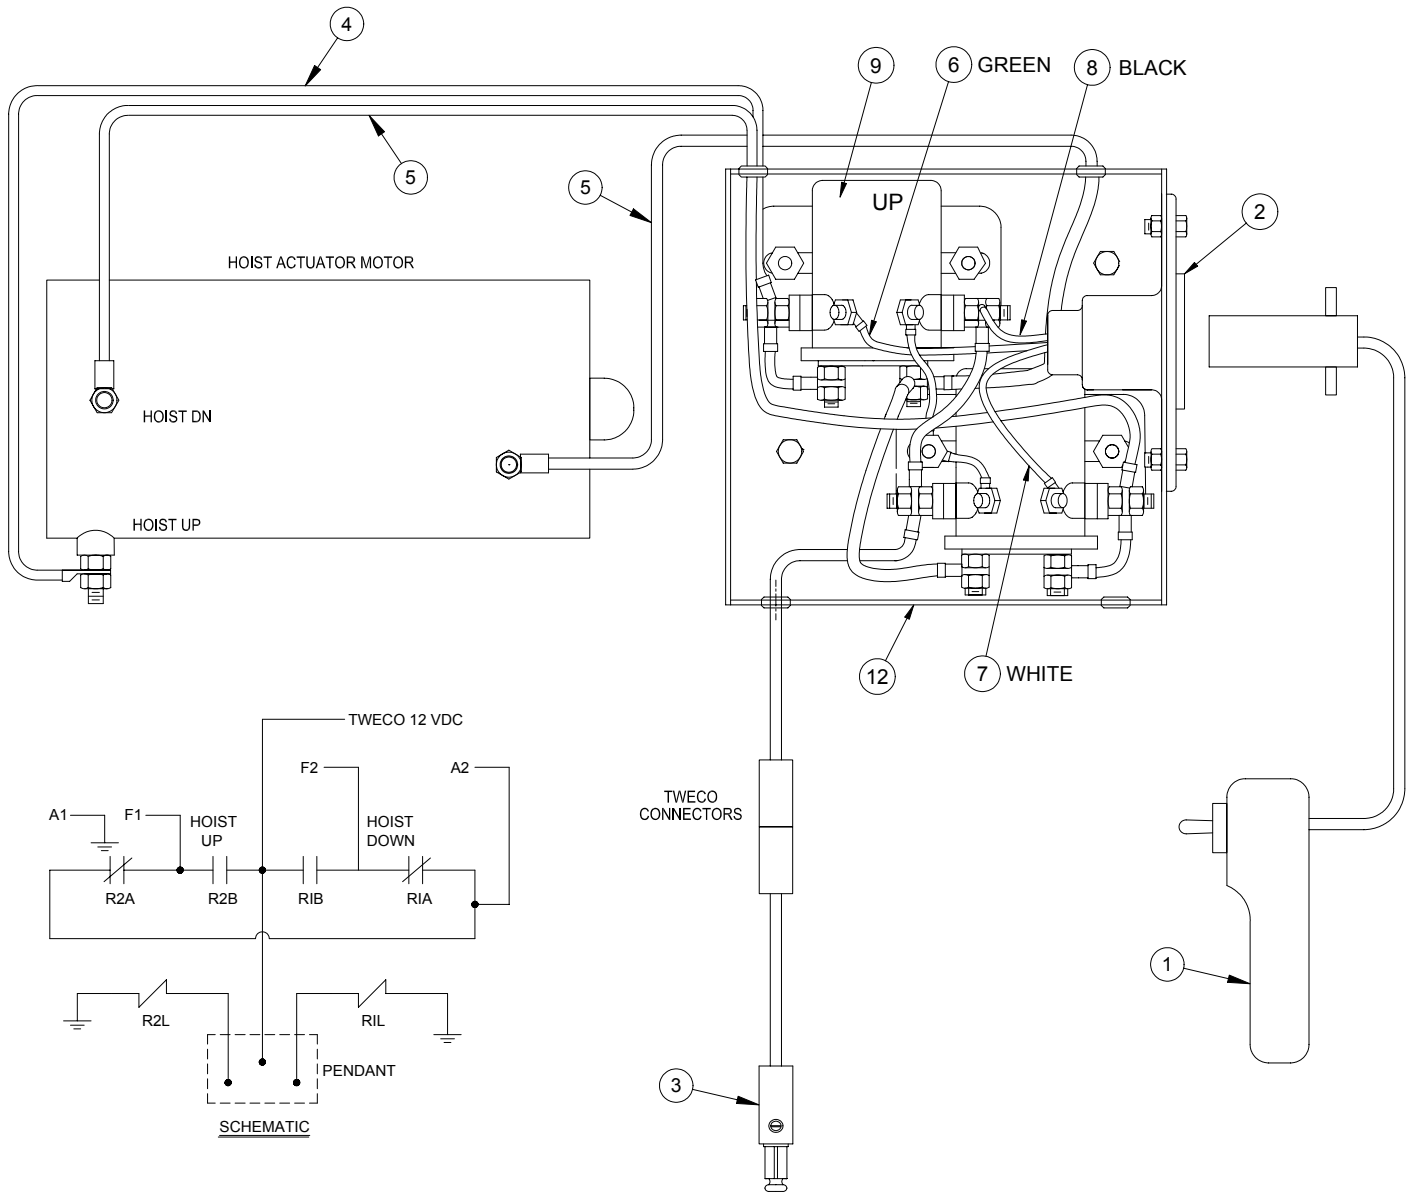 4
9
6 GREEN
8 BLACK
5
5
UP
2
HOIST ACTUATOR MOTOR
HOIST DN
HOIST UP
12
7 WHITE
TWECO 12 VDC
F2
A2
A1
F1
HOIST
UP
HOIST
DOWN
R2A
R2B
RIB
RIA
TWECO
CONNECTORS
1
R2L
RIL
PENDANT
SCHEMATIC
3